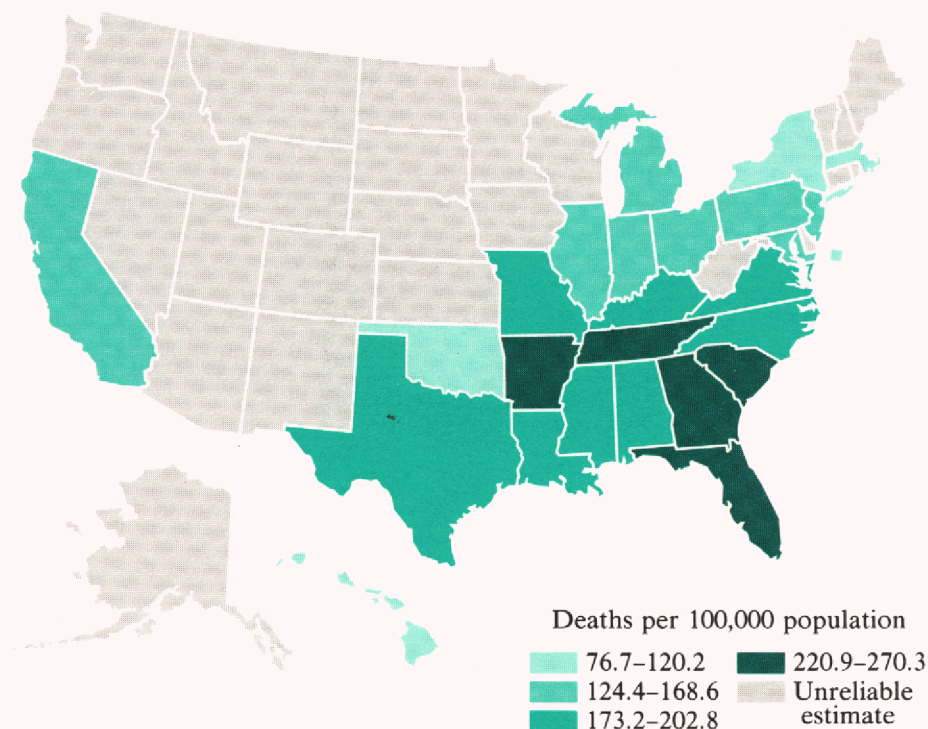 Deaths per 100,000 population
76.7–120.2
124.4–168.6
173.2–202.8
220.9–270.3
Unreliable
estimate